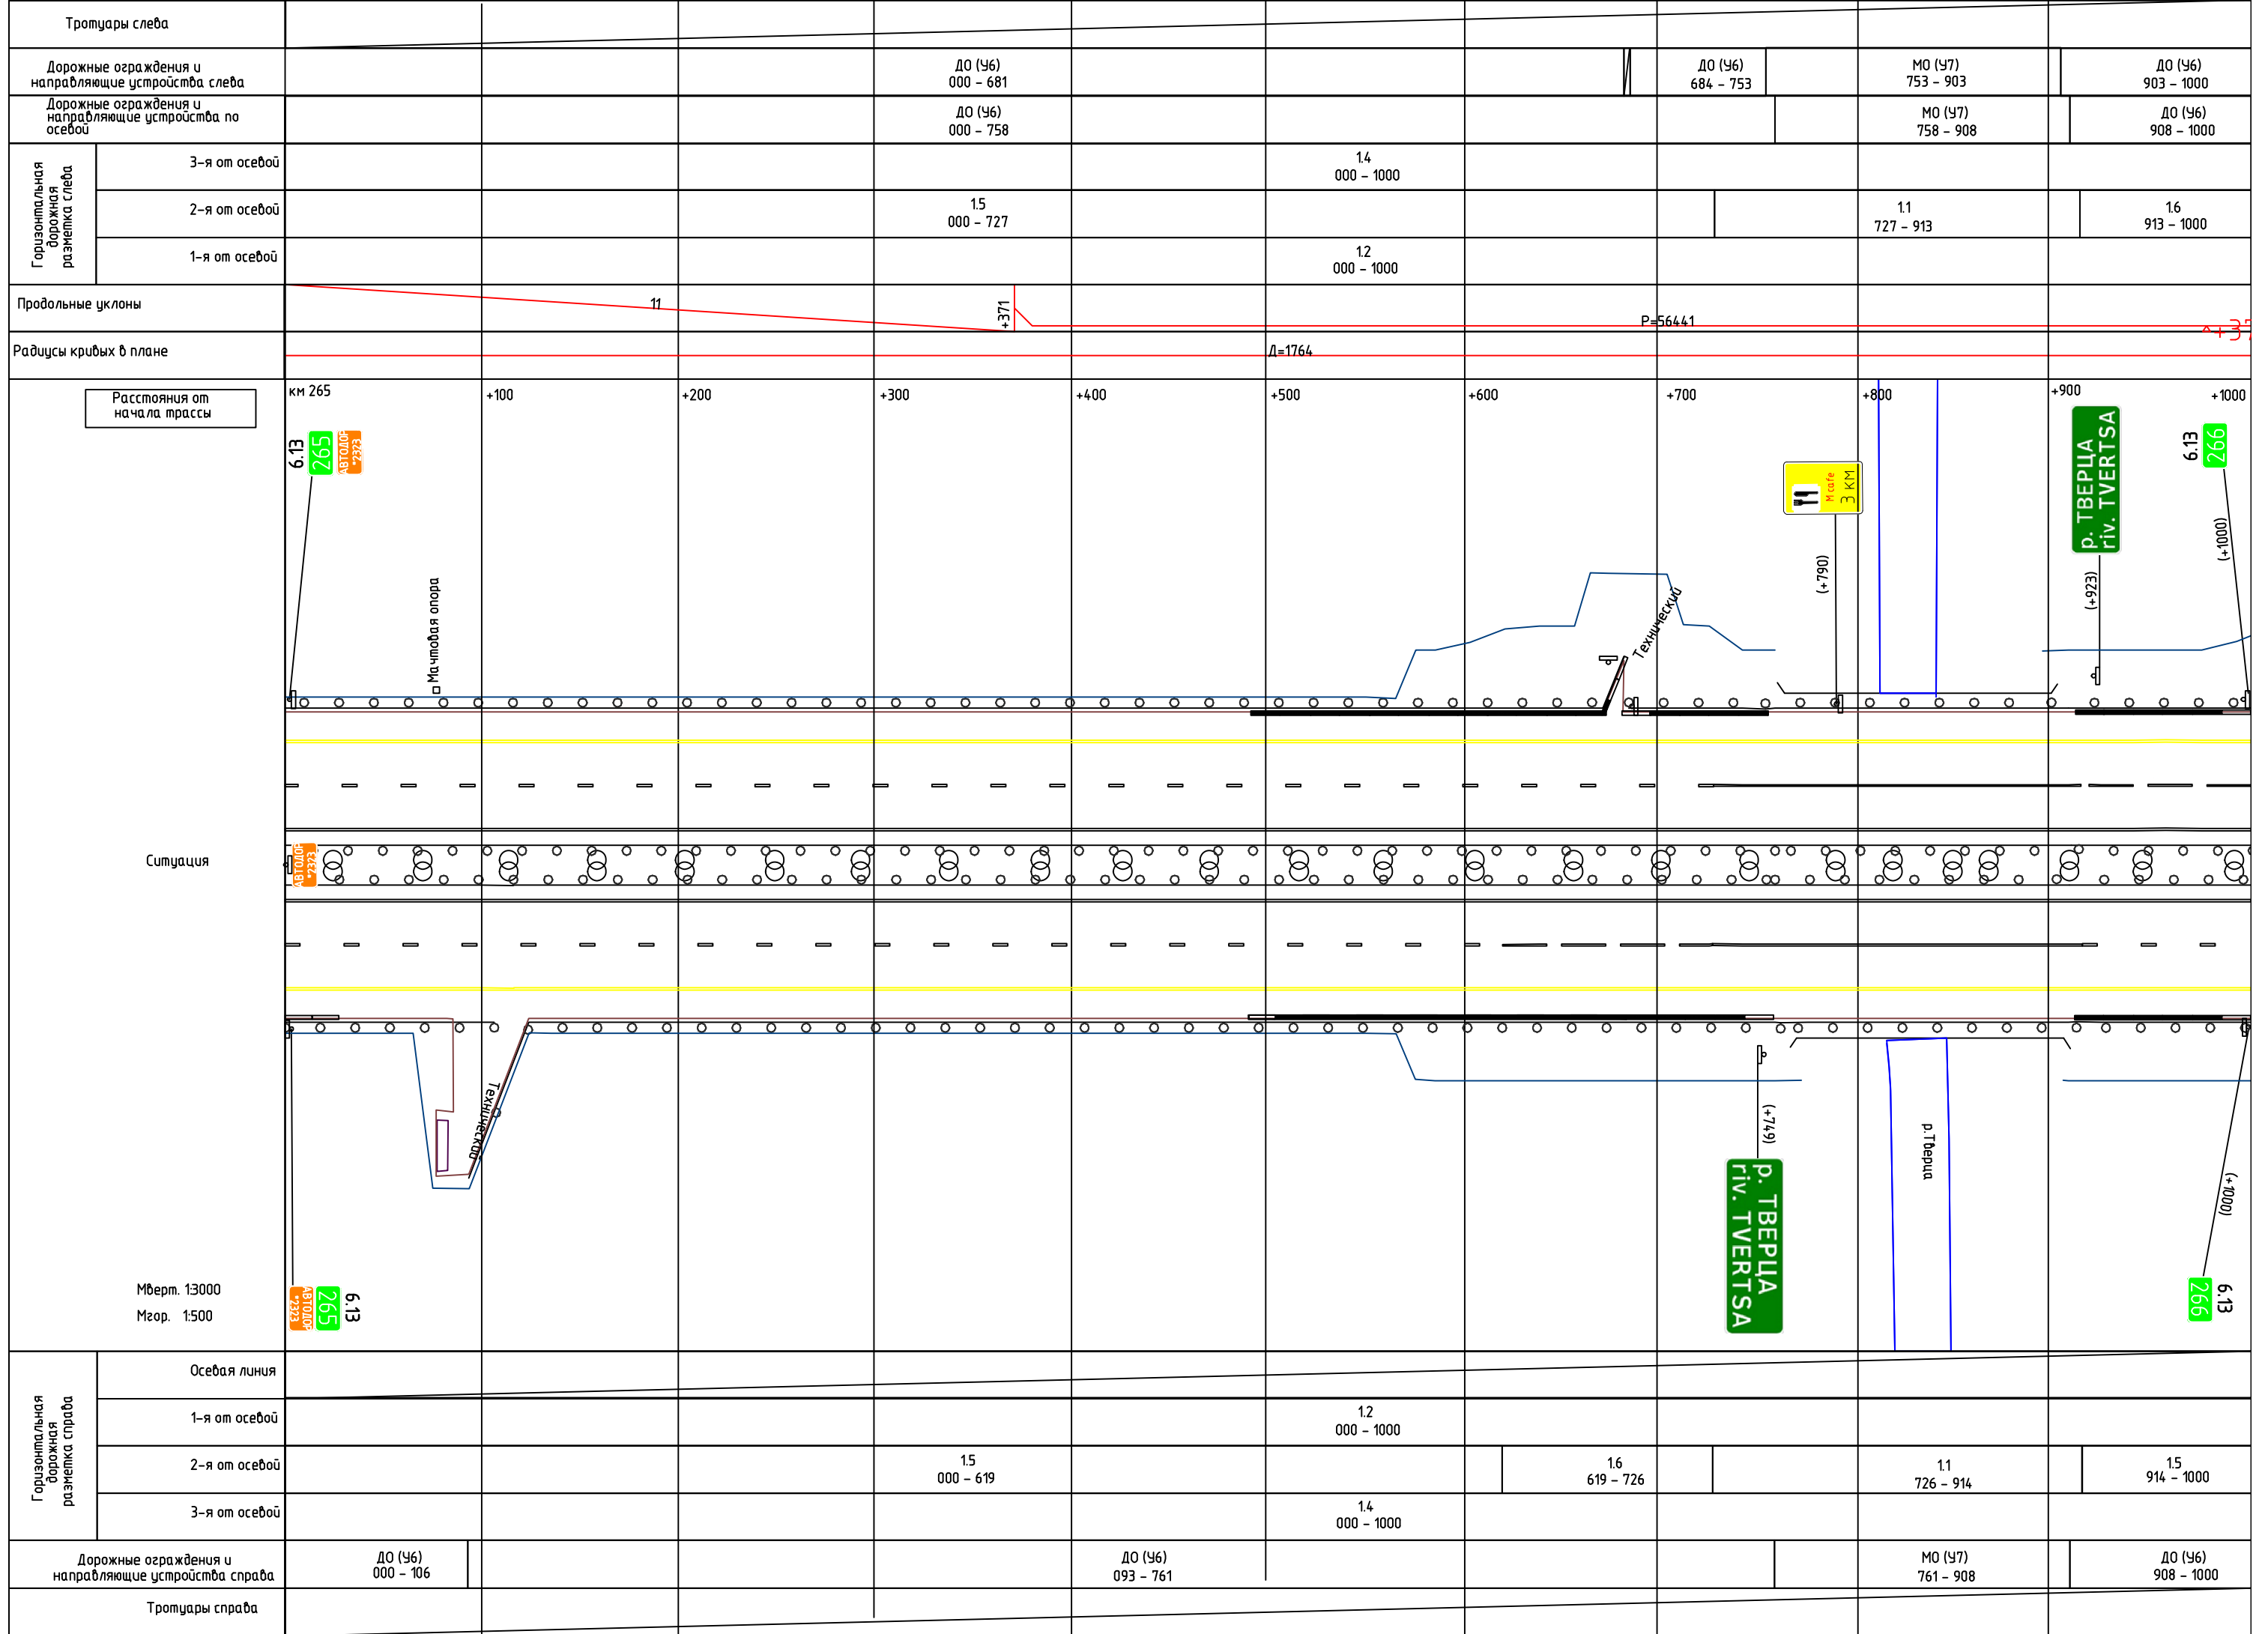 Тротуары слева
Дорожные ограждения и
направляющие устройства слева
ДО (У6)
000 – 681
ДО (У6)
684 – 753
МО (У7)
753 – 903
ДО (У6)
903 – 1000
Дорожные ограждения и
направляющие устройства по
осевой
ДО (У6)
000 – 758
МО (У7)
758 – 908
ДО (У6)
908 – 1000
Горизонтальная
дорожная
разметка слева
3-я от осевой
1.4
000 – 1000
2-я от осевой
1.5
000 – 727
1.1
727 – 913
1.6
913 – 1000
1-я от осевой
1.2
000 – 1000
Продольные уклоны
11
+371
Р=56441
Радиусы кривых в плане
Д=1764
Расстояния от
начала трассы
км 265
+100
+200
+300
+400
+500
+600
+700
+800
+900
+1000
6.13
265
АВТОДОР
*2323
Мачтовая опора
Технический
M cafe
3 КМ
(+790)
р. ТВЕРЦА
riv. TVERTSA
(+923)
6.13
266
(+1000)
Ситуация
АВТОДОР
*2323
Технический
(+749)
р. ТВЕРЦА
riv. TVERTSA
р.Тверца
(+1000)
6.13
266
6.13
265
АВТОДОР
*2323
Мверт. 1:3000
Мгор. 1:500
Горизонтальная
дорожная
разметка справа
Осевая линия
1-я от осевой
1.2
000 – 1000
2-я от осевой
1.5
000 – 619
1.6
619 – 726
1.1
726 – 914
1.5
914 – 1000
3-я от осевой
1.4
000 – 1000
Дорожные ограждения и
направляющие устройства справа
ДО (У6)
000 – 106
ДО (У6)
093 – 761
МО (У7)
761 – 908
ДО (У6)
908 – 1000
Тротуары справа